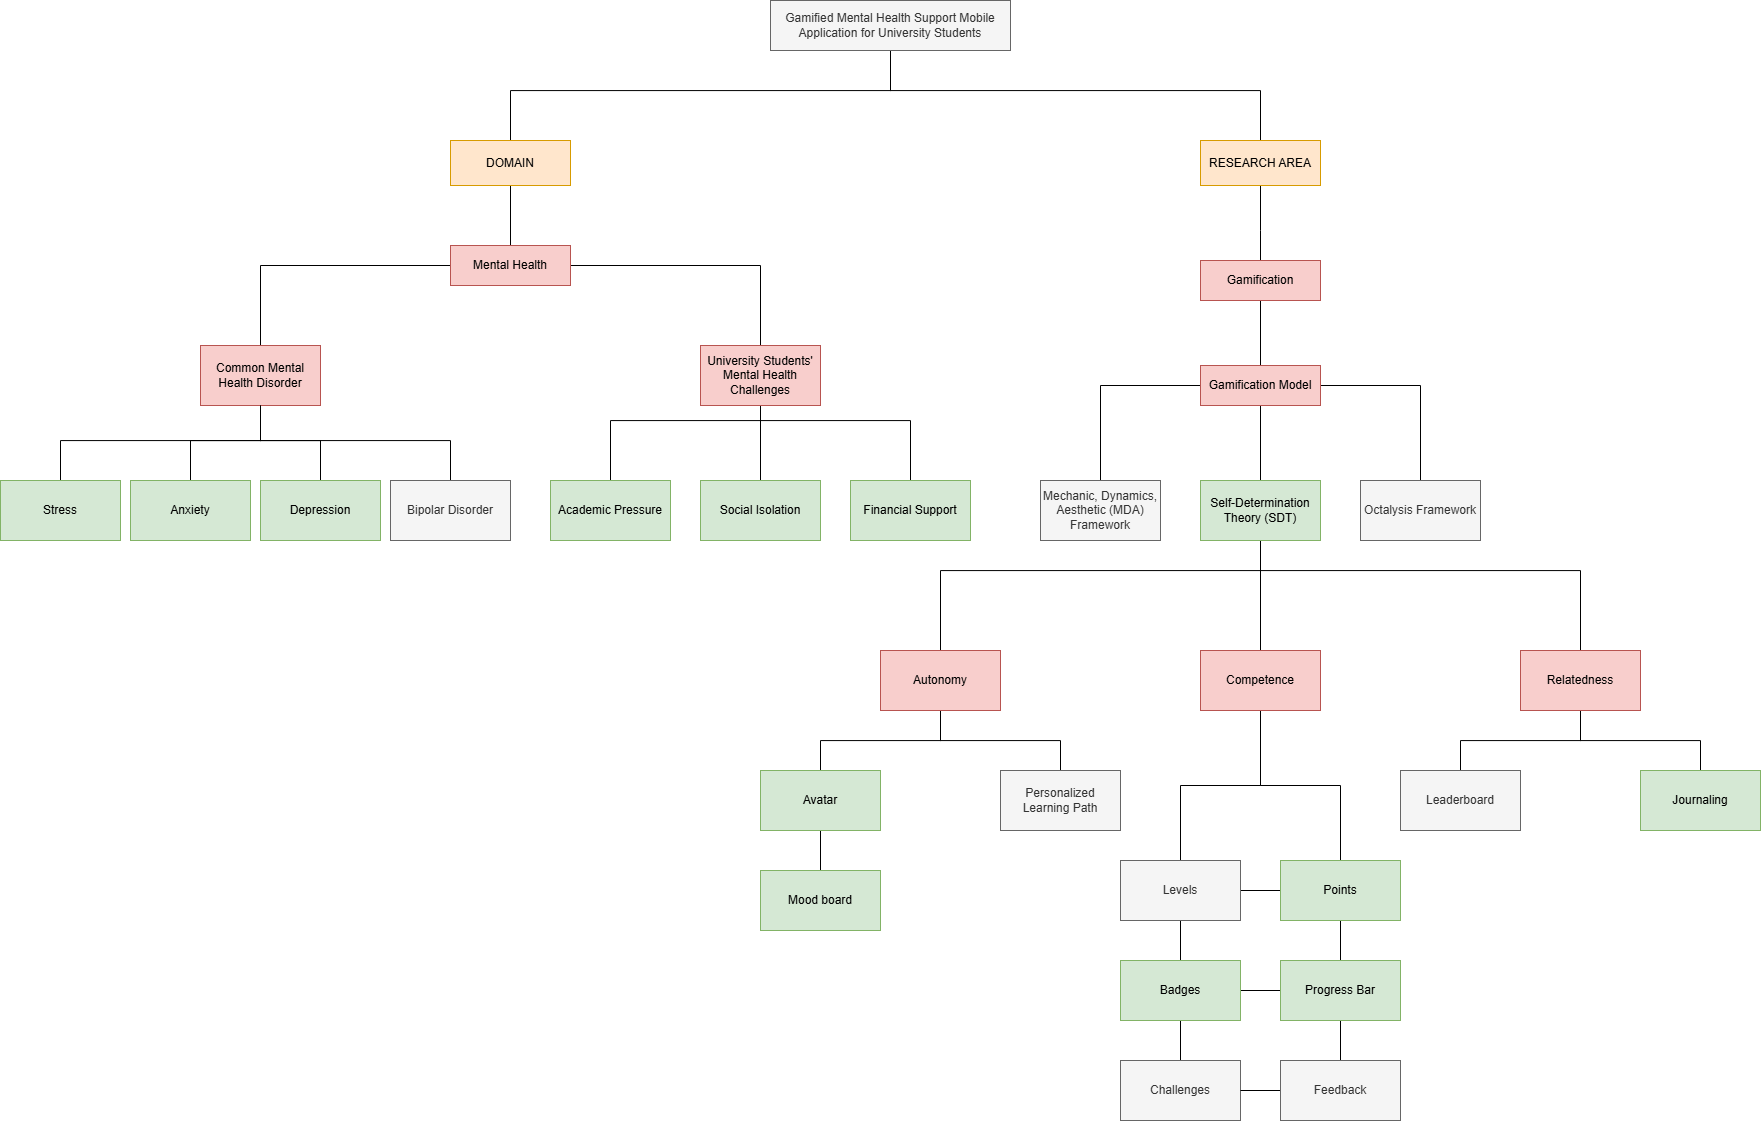 Gamified Mental Health Support Mobile
Application for University Students
DOMAIN
RESEARCH AREA
Mental Health
Gamification
Common Mental
Health Disorder
University Students'
Mental Health
Challenges
Gamification Model
Stress
Anxiety
Depression
Bipolar Disorder
Academic Pressure
Social Isolation
Financial Support
Mechanic, Dynamics,
Aesthetic (MDA)
Framework
Self-Determination
Theory (SDT)
Octalysis Framework
Autonomy
Competence
Relatedness
Avatar
Personalized
Learning Path
Leaderboard
Journaling
Mood board
Levels
Points
Badges
Progress Bar
Challenges
Feedback